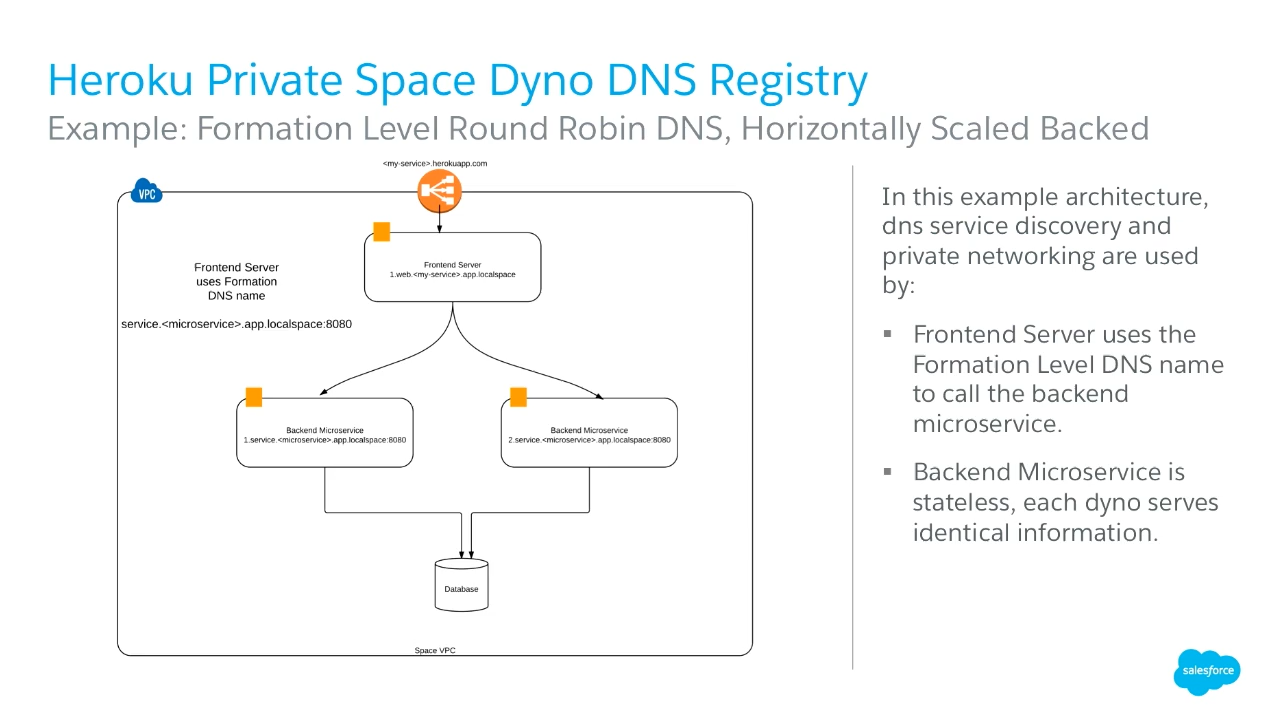 Heroku Private Space Dyno DNS Registry
Example: Formation Level Round Robin DNS, Horizontally Scaled Backed
<my-service>.herokuapp.com
VPC
Frontend Server
1.web.<my-service>.app.localspace
Frontend Server
uses Formation
DNS name
service.<microservice>.app.localspace:8080
Backend Microservice
1.service.<microservice>.app.localspace:8080
Backend Microservice
2.service.<microservice>.app.localspace:8080
Database
Space VPC
In this example architecture,
dns service discovery and
private networking are used
by:
▪ Frontend Server uses the
Formation Level DNS name
to call the backend
microservice.
▪ Backend Microservice is
stateless, each dyno serves
identical information.
salesforce